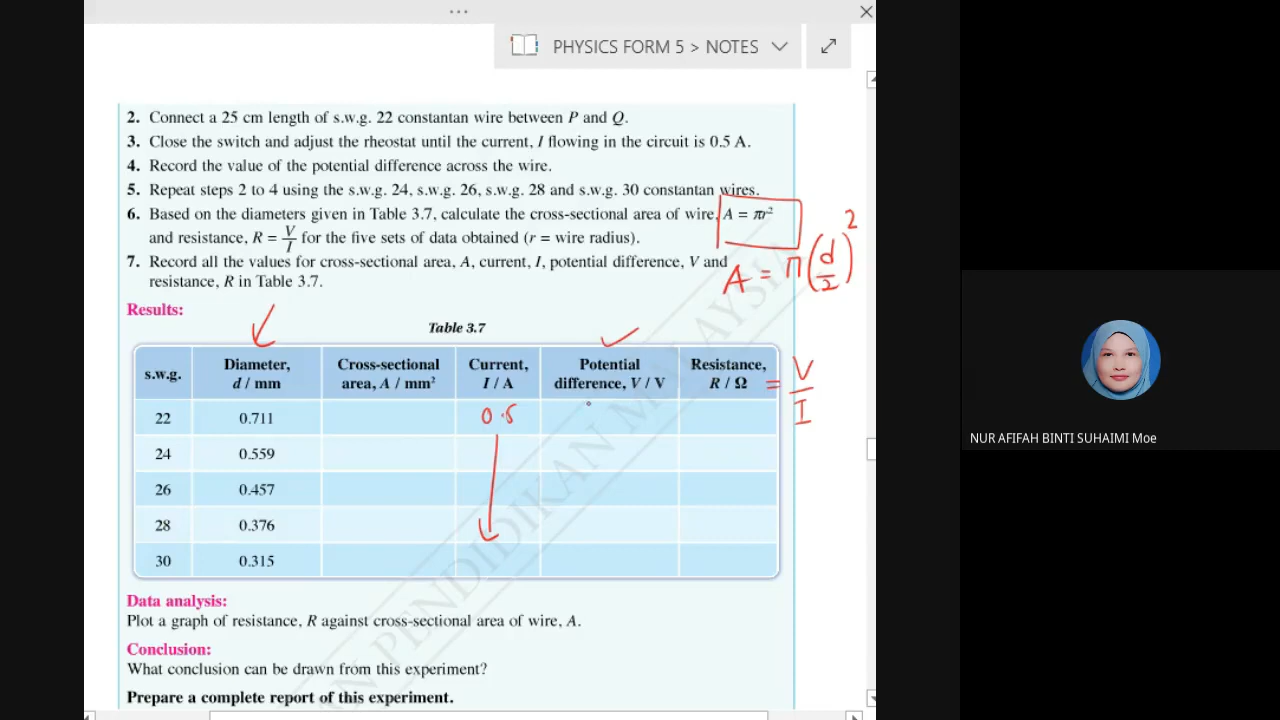 PHYSICS FORM 5 > NOTES
2. Connect a 25 cm length of s.w.g. 22 constantan wire between P and Q.
3. Close the switch and adjust the rheostat until the current, I flowing in the circuit is 0.5 A.
4. Record the value of the potential difference across the wire.
5. Repeat steps 2 to 4 using the s.w.g. 24, s.w.g. 26, s.w.g. 28 and s.w.g. 30 constantan wires.
6. Based on the diameters given in Table 3.7, calculate the cross-sectional area of wire, A = πr²
and resistance, R = V/I for the five sets of data obtained (r = wire radius).
A = π(d/2)²
7. Record all the values for cross-sectional area, A, current, I, potential difference, V and
resistance, R in Table 3.7.
Results:
Table 3.7
s.w.g. Diameter, d / mm Cross-sectional area, A / mm² Current, I / A Potential difference, V / V Resistance, R / Ω = V/I
22 0.711 0.5
24 0.559
26 0.457
28 0.376
30 0.315
Data analysis:
Plot a graph of resistance, R against cross-sectional area of wire, A.
Conclusion:
What conclusion can be drawn from this experiment?
Prepare a complete report of this experiment.
PENDIDIKAN MALAYSIA
NUR AFIFAH BINTI SUHAIMI Moe